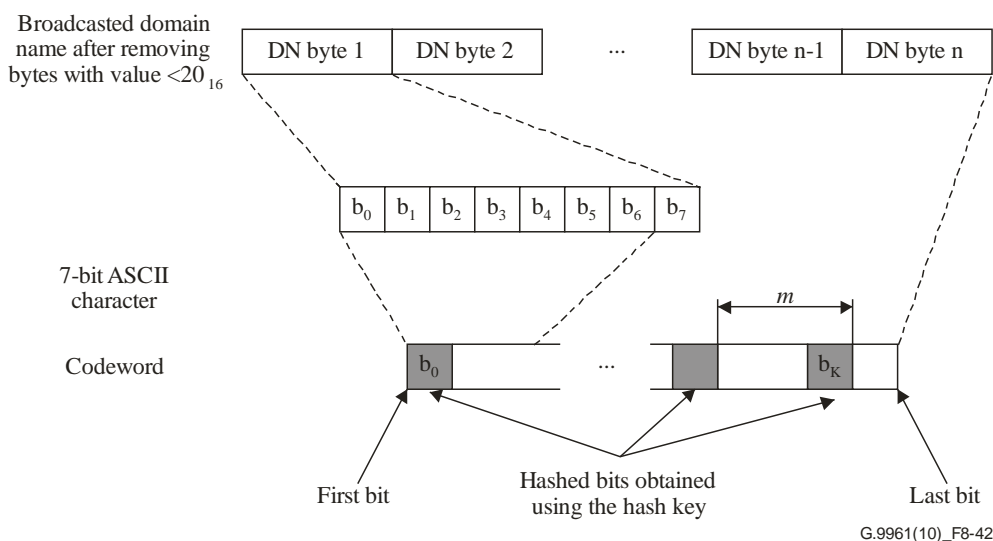 Broadcasted domain
name after removing
bytes with value <20₁₆
DN byte 1 DN byte 2 ... DN byte n-1 DN byte n
b₀ b₁ b₂ b₃ b₄ b₅ b₆ b₇
7-bit ASCII
character
m
Codeword
b₀ ... b_K
Hashed bits obtained
using the hash key
First bit
Last bit
G.9961(10)_F8-42